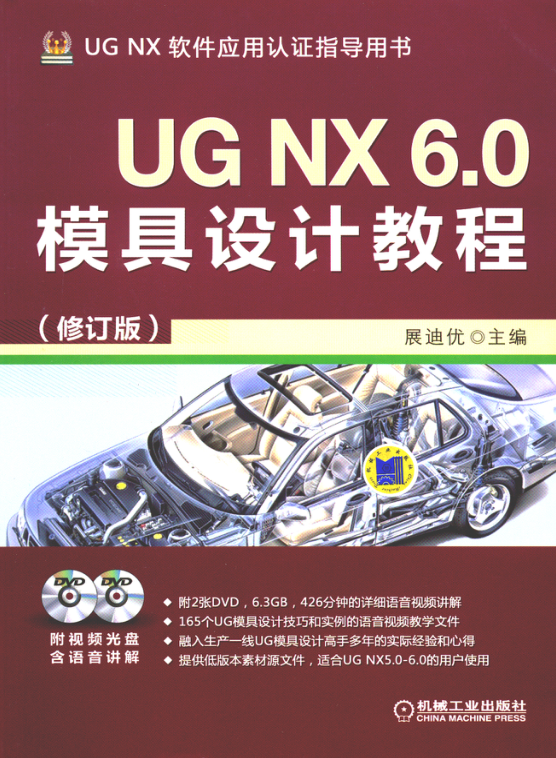 UG NX 软件应用认证指导用书
UG NX 6.0
模具设计教程
（修订版）
展迪优◎主编
DVD DVD
附视频光盘
含语音讲解
◆ 附2张DVD，6.3GB，426分钟的详细语音视频讲解
◆ 165个UG模具设计技巧和实例的语音视频教学文件
◆ 融入生产一线UG模具设计高手多年的实际经验和心得
◆ 提供低版本素材源文件，适合UG NX5.0-6.0的用户使用
机械工业出版社
CHINA MACHINE PRESS